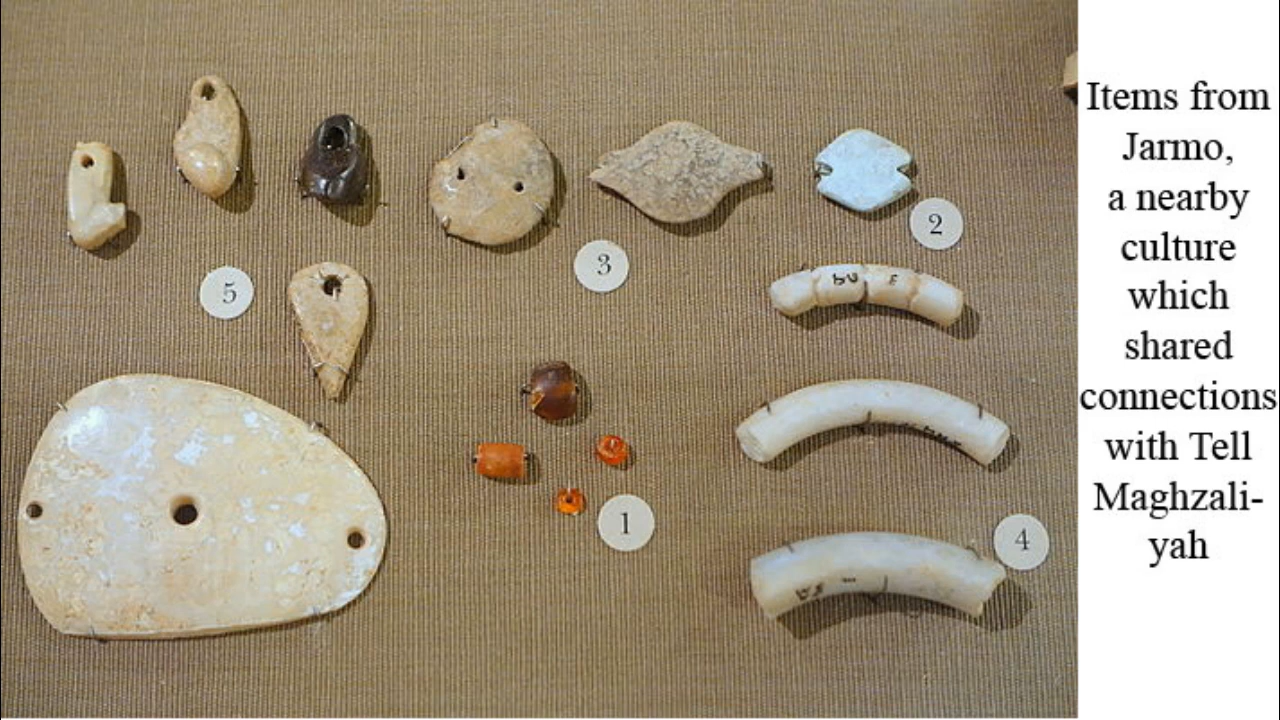 Items from
Jarmo,
a nearby
culture
which
shared
connections
with Tell
Maghzali-
yah
5
3
2
1
4